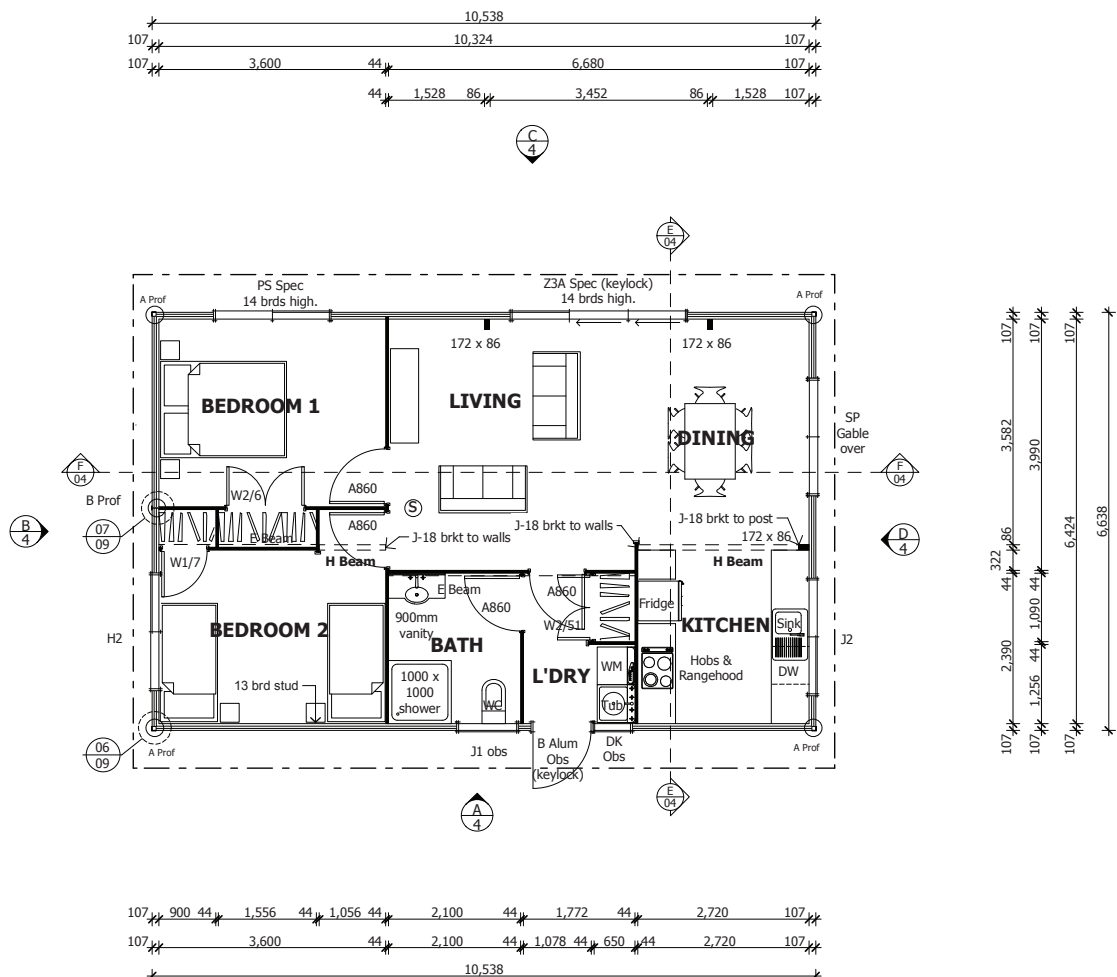 10,538
107 10,324 107
107 3,600 44 6,680 107
44 1,528 86 3,452 86 1,528 107
C
4
E
04
PS Spec
14 brds high.
Z3A Spec (keylock)
14 brds high.
A Prof
A Prof
172 x 86
172 x 86
BEDROOM 1
LIVING
DINING
SP
Gable
over
F
04
F
04
W2/6
A860
B Prof
07
09
S
B
4
D
4
A860
E Beam
J-18 brkt to walls
J-18 brkt to post
172 x 86
J-18 brkt to walls
W1/7
H Beam
H Beam
E Beam
A860
A860
Fridge
900mm
vanity
W2/51
BEDROOM 2
BATH
KITCHEN
Sink
H2
J2
L'DRY
WM
Hobs &
Rangehood
DW
1000 x
1000
shower
13 brd stud
WC
Tub
06
09
A Prof
J1 obs
B Alum
Obs
(keylock)
DK
Obs
A Prof
A
4
E
04
107 3,582 86 322 44 2,390 107
107 3,990 44 1,090 44 1,256 107
107 6,424 107
6,638
107 900 44 1,556 1,056 44 2,100 44 1,772 44 2,720 107
107 3,600 44 2,100 44 1,078 44 650 44 2,720 107
10,538